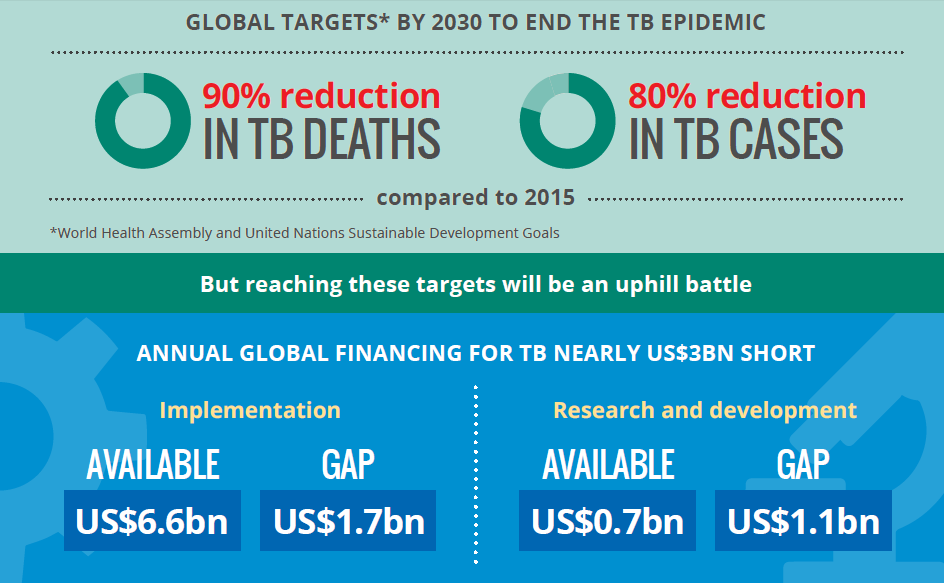 GLOBAL TARGETS* BY 2030 TO END THE TB EPIDEMIC
90% reduction
IN TB DEATHS
80% reduction
IN TB CASES
compared to 2015
*World Health Assembly and United Nations Sustainable Development Goals
But reaching these targets will be an uphill battle
ANNUAL GLOBAL FINANCING FOR TB NEARLY US$3BN SHORT
Implementation
AVAILABLE GAP
US$6.6bn US$1.7bn
Research and development
AVAILABLE GAP
US$0.7bn US$1.1bn